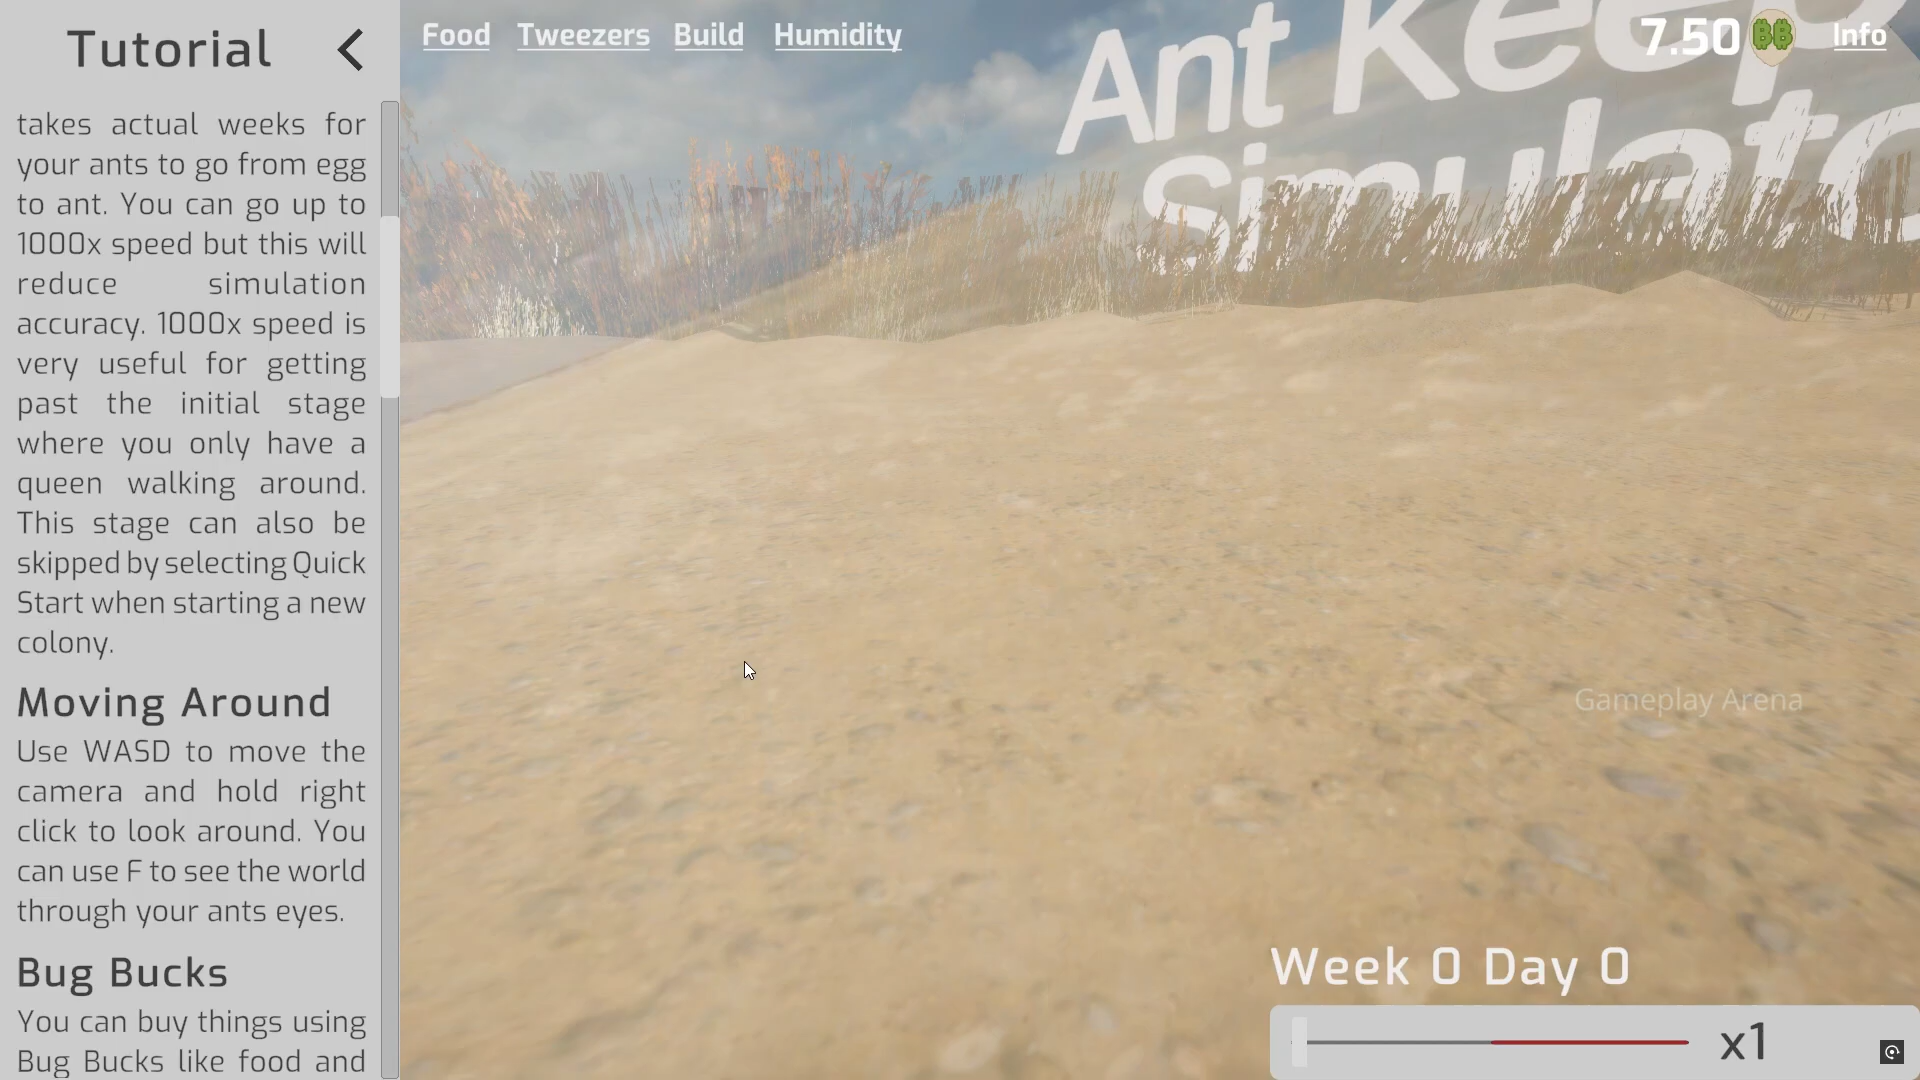 Tutorial
Food Tweezers Build Humidity
7.50
Info
Ant Keep
Simulato
takes actual weeks for
your ants to go from egg
to ant. You can go up to
1000x speed but this will
reduce simulation
accuracy. 1000x speed is
very useful for getting
past the initial stage
where you only have a
queen walking around.
This stage can also be
skipped by selecting Quick
Start when starting a new
colony.
Moving Around
Use WASD to move the
camera and hold right
click to look around. You
can use F to see the world
through your ants eyes.
Bug Bucks
You can buy things using
Bug Bucks like food and
Gameplay Arena
Week 0 Day 0
x1